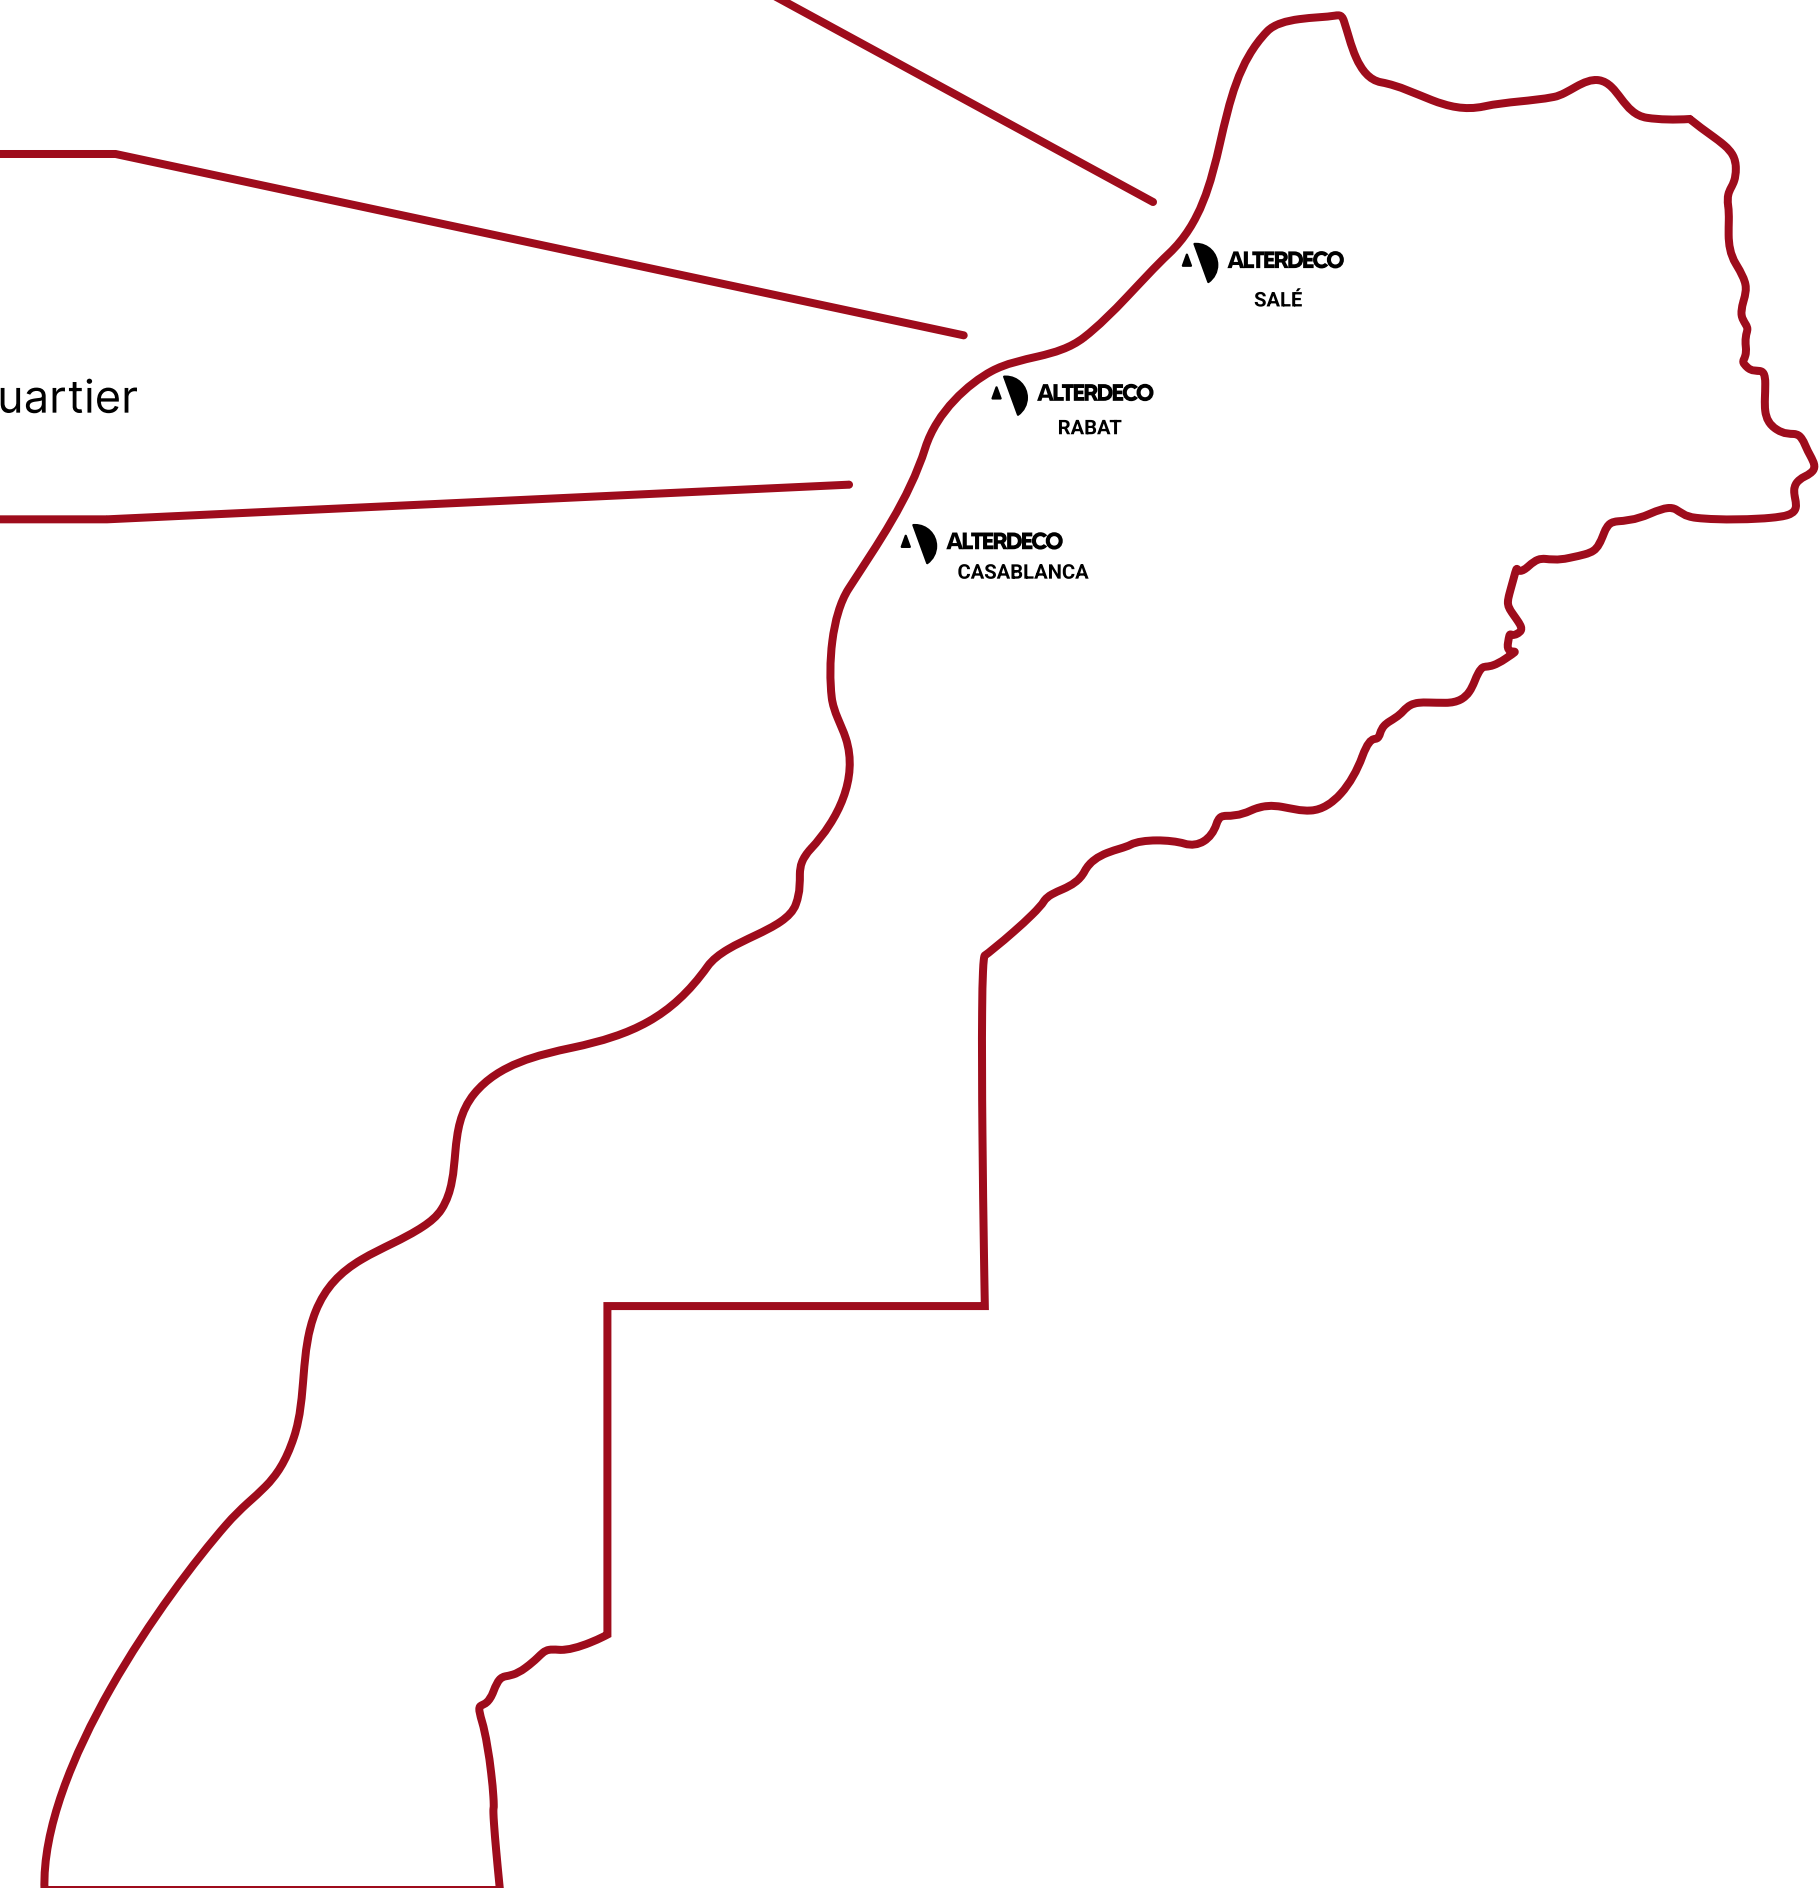 ALTERDECO
SALÉ
ALTERDECO
RABAT
uartier
ALTERDECO
CASABLANCA